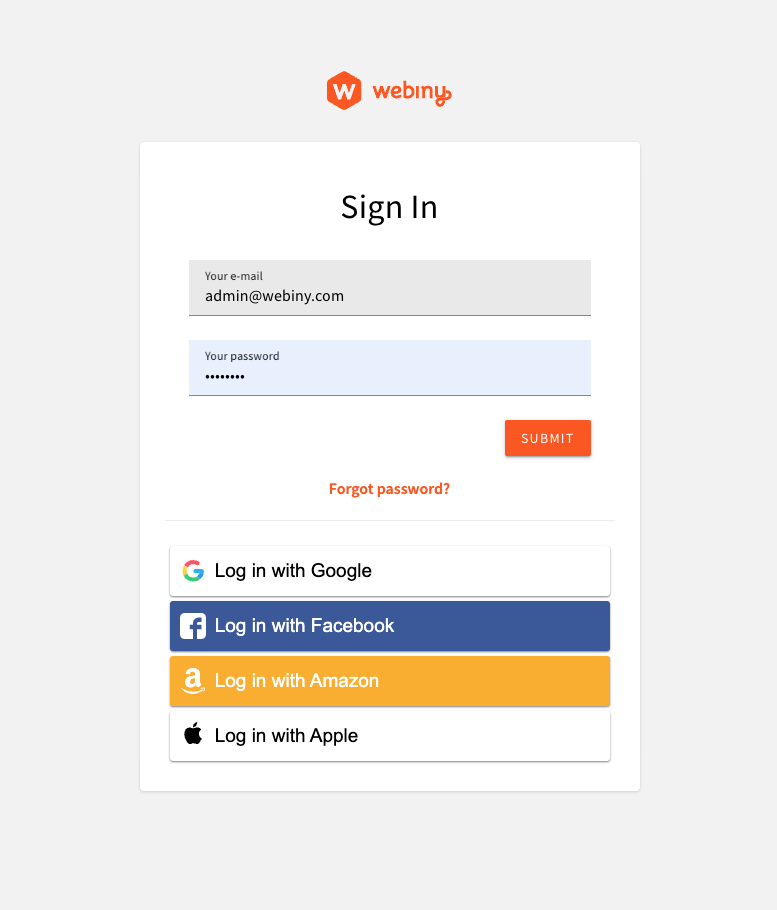 webiny
Sign In
Your e-mail
admin@webiny.com
Your password
••••••••
SUBMIT
Forgot password?
Log in with Google
Log in with Facebook
Log in with Amazon
Log in with Apple